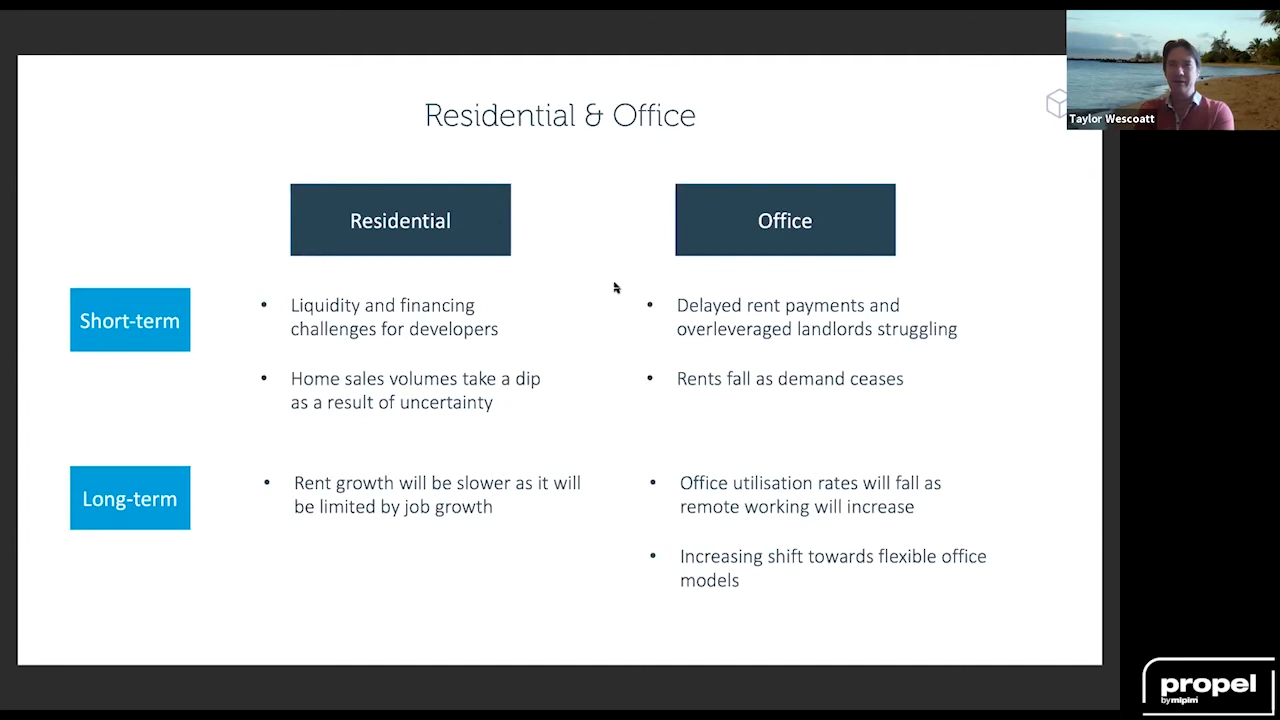 Residential & Office
Taylor Wescoatt
Residential
Office
Short-term
• Liquidity and financing
challenges for developers
• Home sales volumes take a dip
as a result of uncertainty
• Delayed rent payments and
overleveraged landlords struggling
• Rents fall as demand ceases
Long-term
• Rent growth will be slower as it will
be limited by job growth
• Office utilisation rates will fall as
remote working will increase
• Increasing shift towards flexible office
models
propel
by mipim